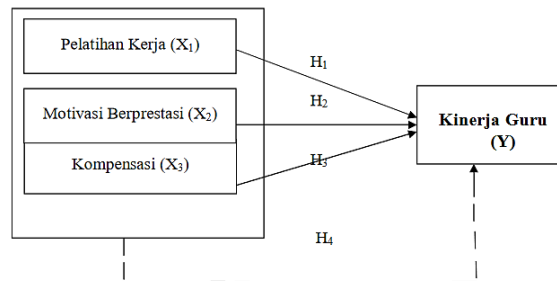 Pelatihan Kerja (X₁)
H₁
H₂
Motivasi Berprestasi (X₂)
Kinerja Guru
(Y)
Kompensasi (X₃)
H₃
H₄